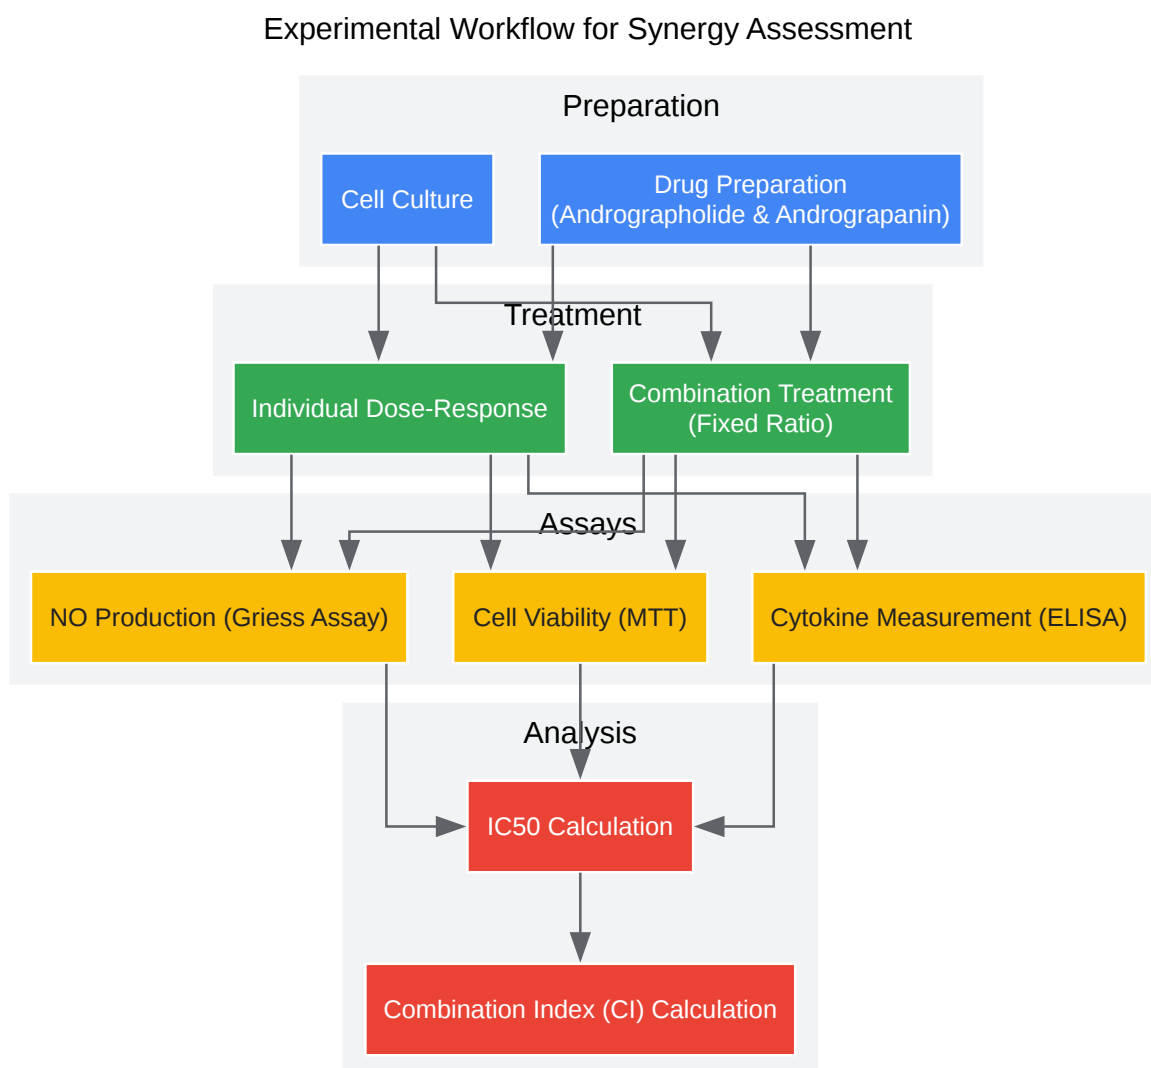 Experimental Workflow for Synergy Assessment
Preparation
Cell Culture
Drug Preparation
(Andrographolide & Andrograpanin)
Treatment
Individual Dose-Response
Combination Treatment
(Fixed Ratio)
Assays
NO Production (Griess Assay)
Cell Viability (MTT)
Cytokine Measurement (ELISA)
Analysis
IC50 Calculation
Combination Index (CI) Calculation